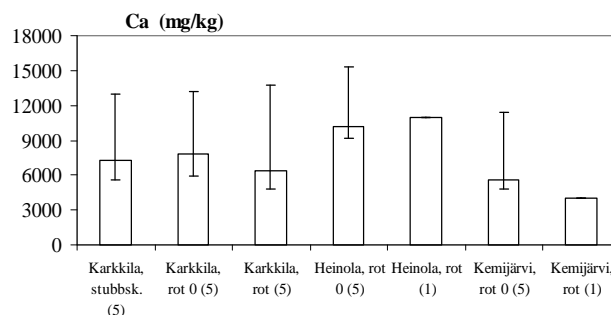 Ca (mg/kg)
18000
15000
12000
9000
6000
3000
0
Karkkila, stubbsk. (5)
Karkkila, rot 0 (5)
Karkkila, rot (5)
Heinola, rot 0 (5)
Heinola, rot (1)
Kemijärvi, rot 0 (5)
Kemijärvi, rot (1)